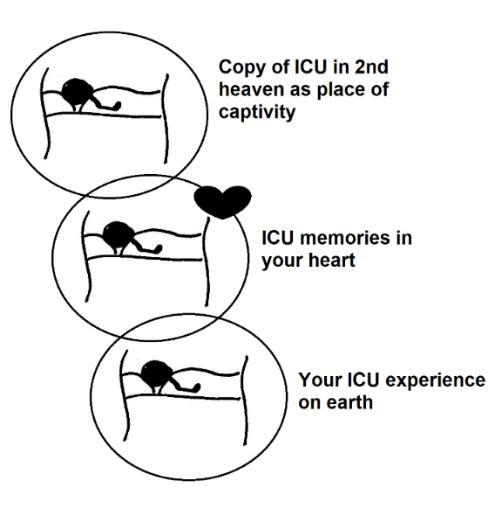 Copy of ICU in 2nd
heaven as place of
captivity
ICU memories in
your heart
Your ICU experience
on earth